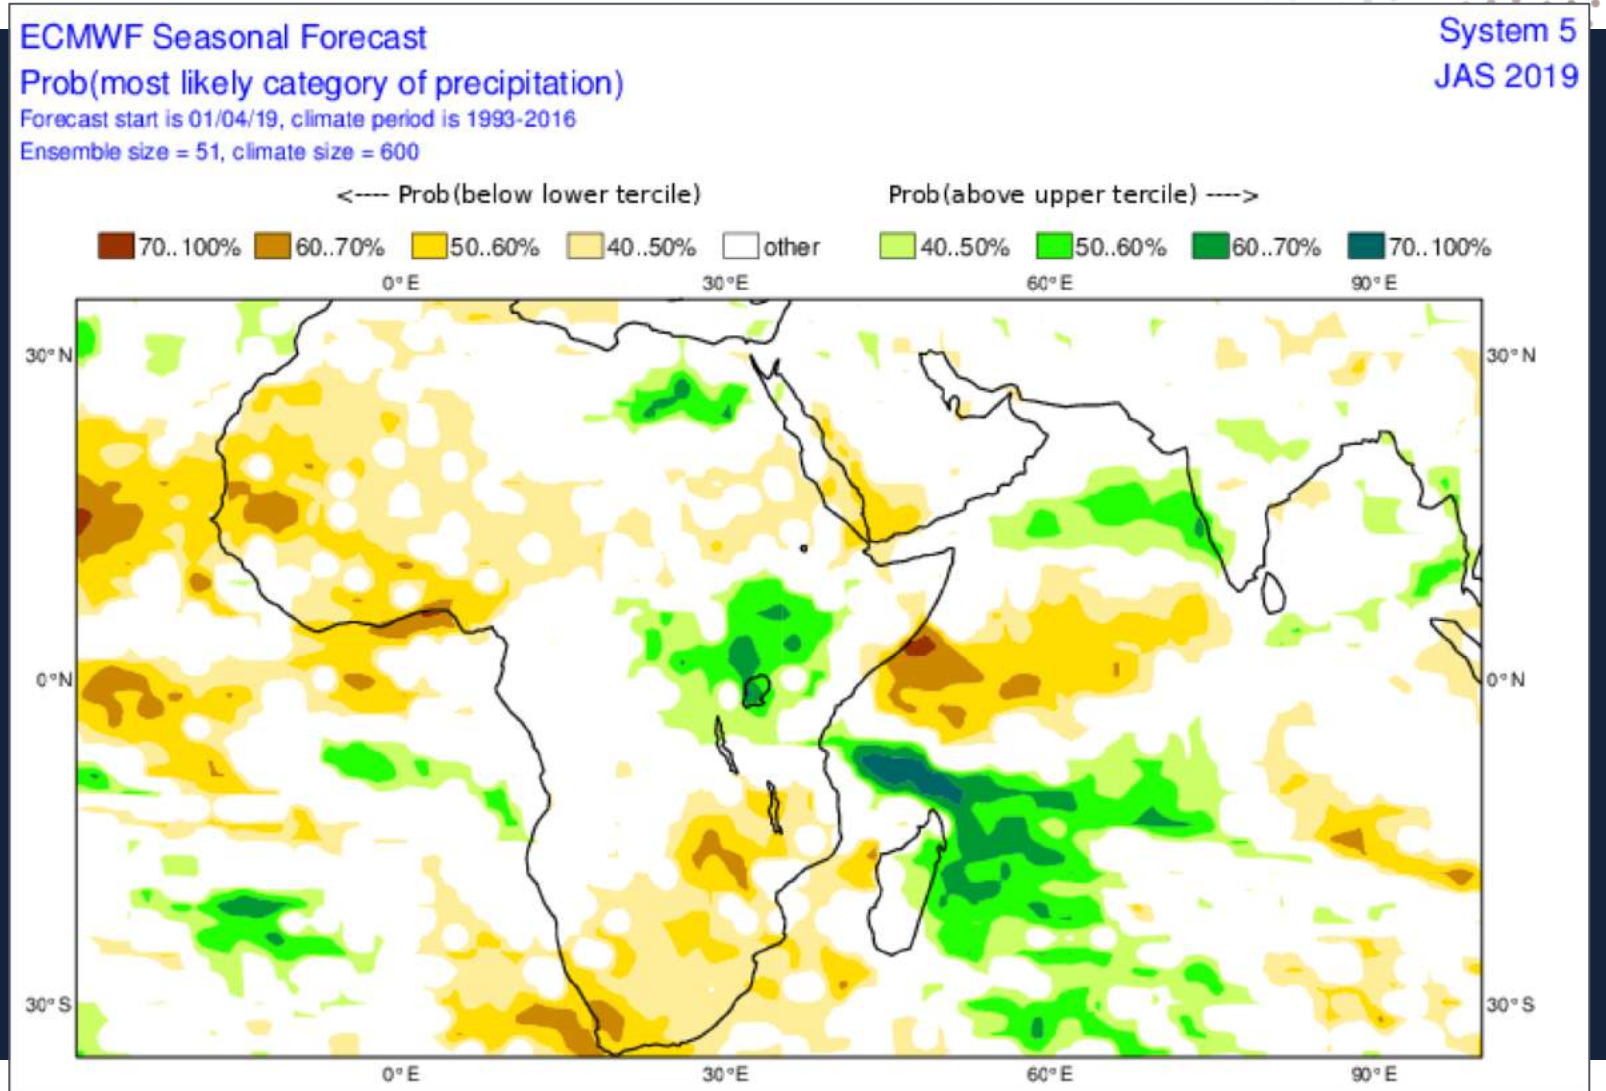 ECMWF Seasonal Forecast
System 5
Prob(most likely category of precipitation)
JAS 2019
Forecast start is 01/04/19, climate period is 1993-2016
Ensemble size = 51, climate size = 600
<---- Prob(below lower tercile)
Prob(above upper tercile) ---->
70..100%
60..70%
50..60%
40..50%
other
40..50%
50..60%
60..70%
70..100%
0°E
30°E
60°E
90°E
30°N
30°N
0°N
0°N
30°S
30°S
0°E
30°E
60°E
90°E